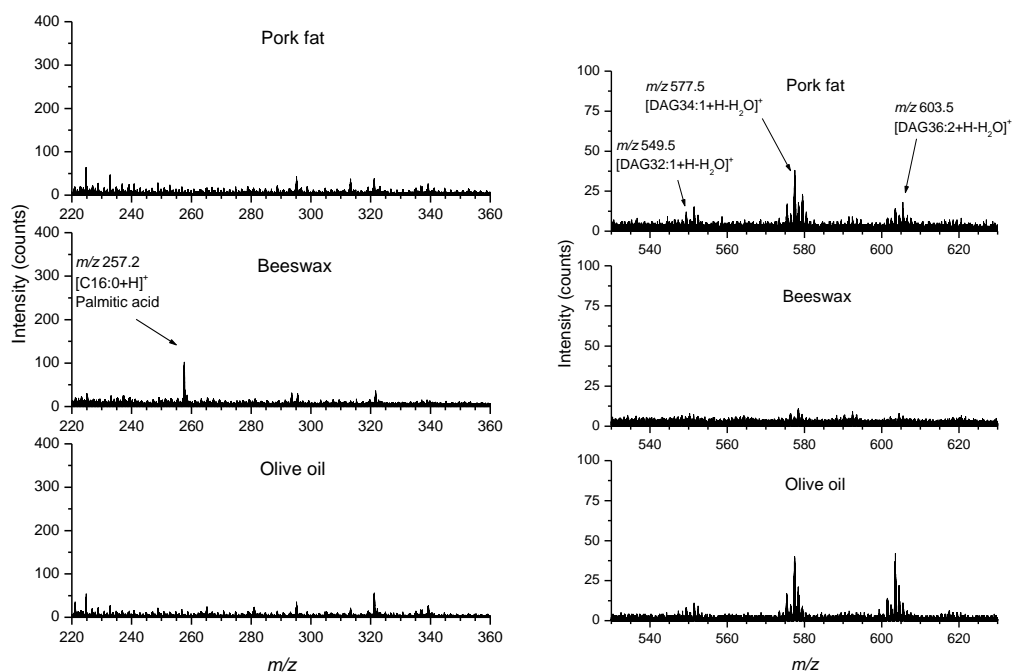 400
300
200
100
0
Pork fat
220 240 260 280 300 320 340 360
400
300
200
100
0
Beeswax
m/z 257.2
[C16:0+H]+
Palmitic acid
220 240 260 280 300 320 340 360
400
300
200
100
0
Olive oil
220 240 260 280 300 320 340 360
Intensity (counts)
m/z
100
75
50
25
0
Pork fat
m/z 577.5
[DAG34:1+H-H2O]+
m/z 603.5
[DAG36:2+H-H2O]+
m/z 549.5
[DAG32:1+H-H2O]+
540 560 580 600 620
100
75
50
25
0
Beeswax
540 560 580 600 620
100
75
50
25
0
Olive oil
540 560 580 600 620
Intensity (counts)
m/z